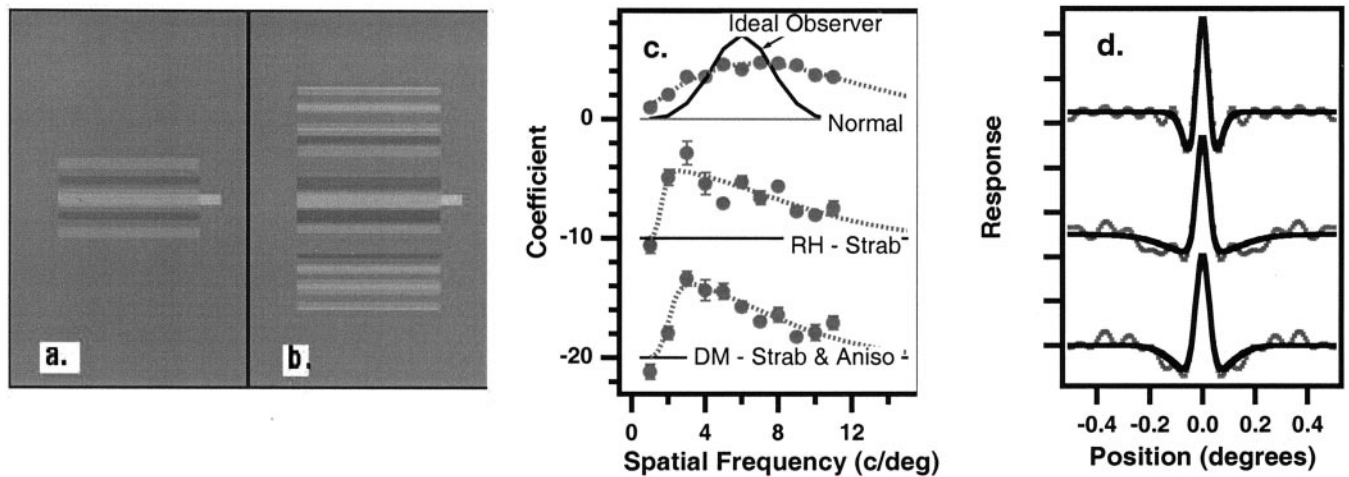 a.
b.
c.
Ideal Observer
Normal
RH - Strab
DM - Strab & Aniso
Coefficient
0
-10
-20
0
4
8
12
Spatial Frequency (c/deg)
d.
Response
-0.4
-0.2
0.0
0.2
0.4
Position (degrees)